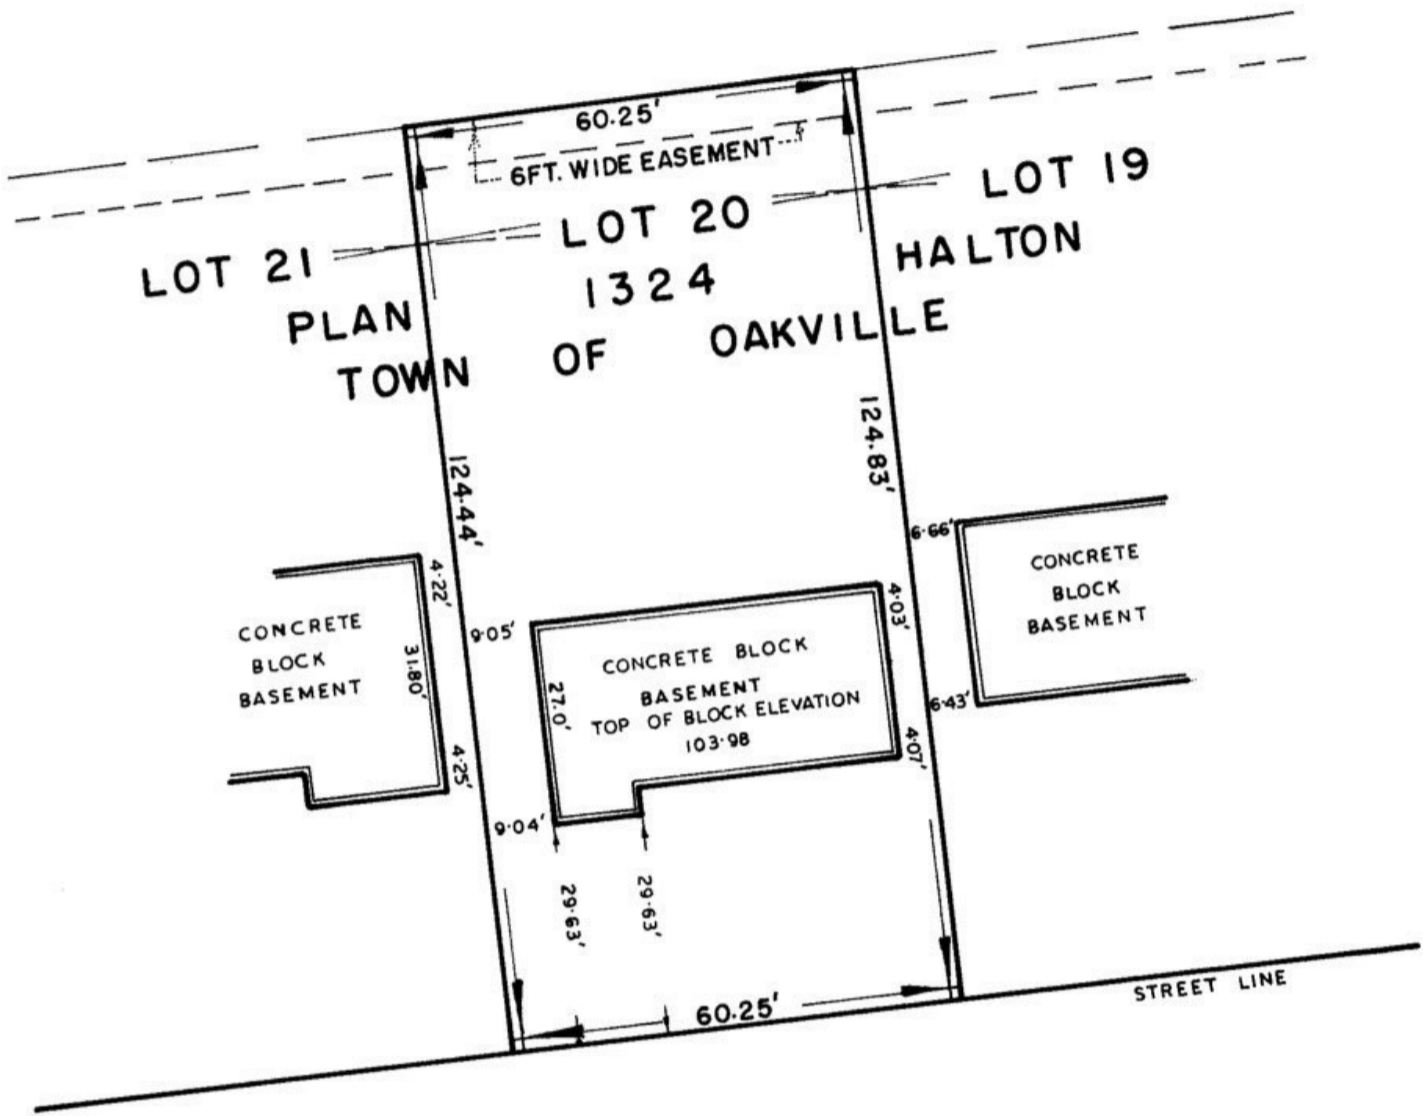 60.25'
6FT. WIDE EASEMENT
LOT 21 LOT 20 LOT 19
PLAN 1324 HALTON
TOWN OF OAKVILLE
124.44'
124.83'
4.22'
31.80'
4.25'
CONCRETE
BLOCK
BASEMENT
9.05'
9.04'
27.0'
CONCRETE BLOCK
BASEMENT
TOP OF BLOCK ELEVATION
103.98
4.03'
4.07'
6.66'
6.43'
CONCRETE
BLOCK
BASEMENT
29.63'
29.63'
60.25'
STREET LINE